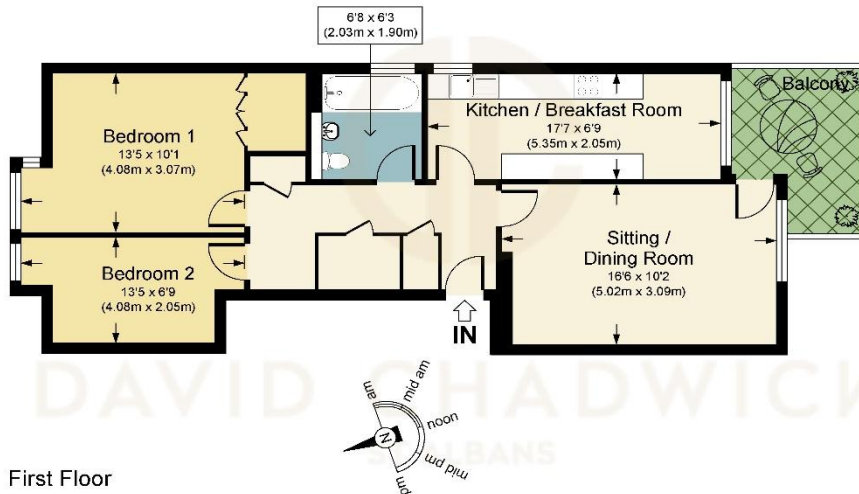 6'8 x 6'3
(2.03m x 1.90m)
Bedroom 1
13'5 x 10'1
(4.08m x 3.07m)
Kitchen / Breakfast Room
17'7 x 6'9
(5.35m x 2.05m)
Balcony
Bedroom 2
13'5 x 6'9
(4.08m x 2.05m)
Sitting /
Dining Room
16'6 x 10'2
(5.02m x 3.09m)
IN
DAVID CHADWICK
ALBANS
am
mid am
noon
mid pm
pm
N
First Floor